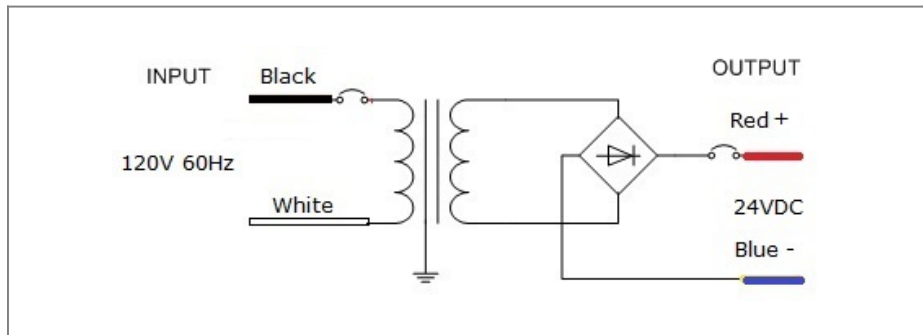 INPUT
Black
120V 60Hz
White
OUTPUT
Red +
24VDC
Blue -